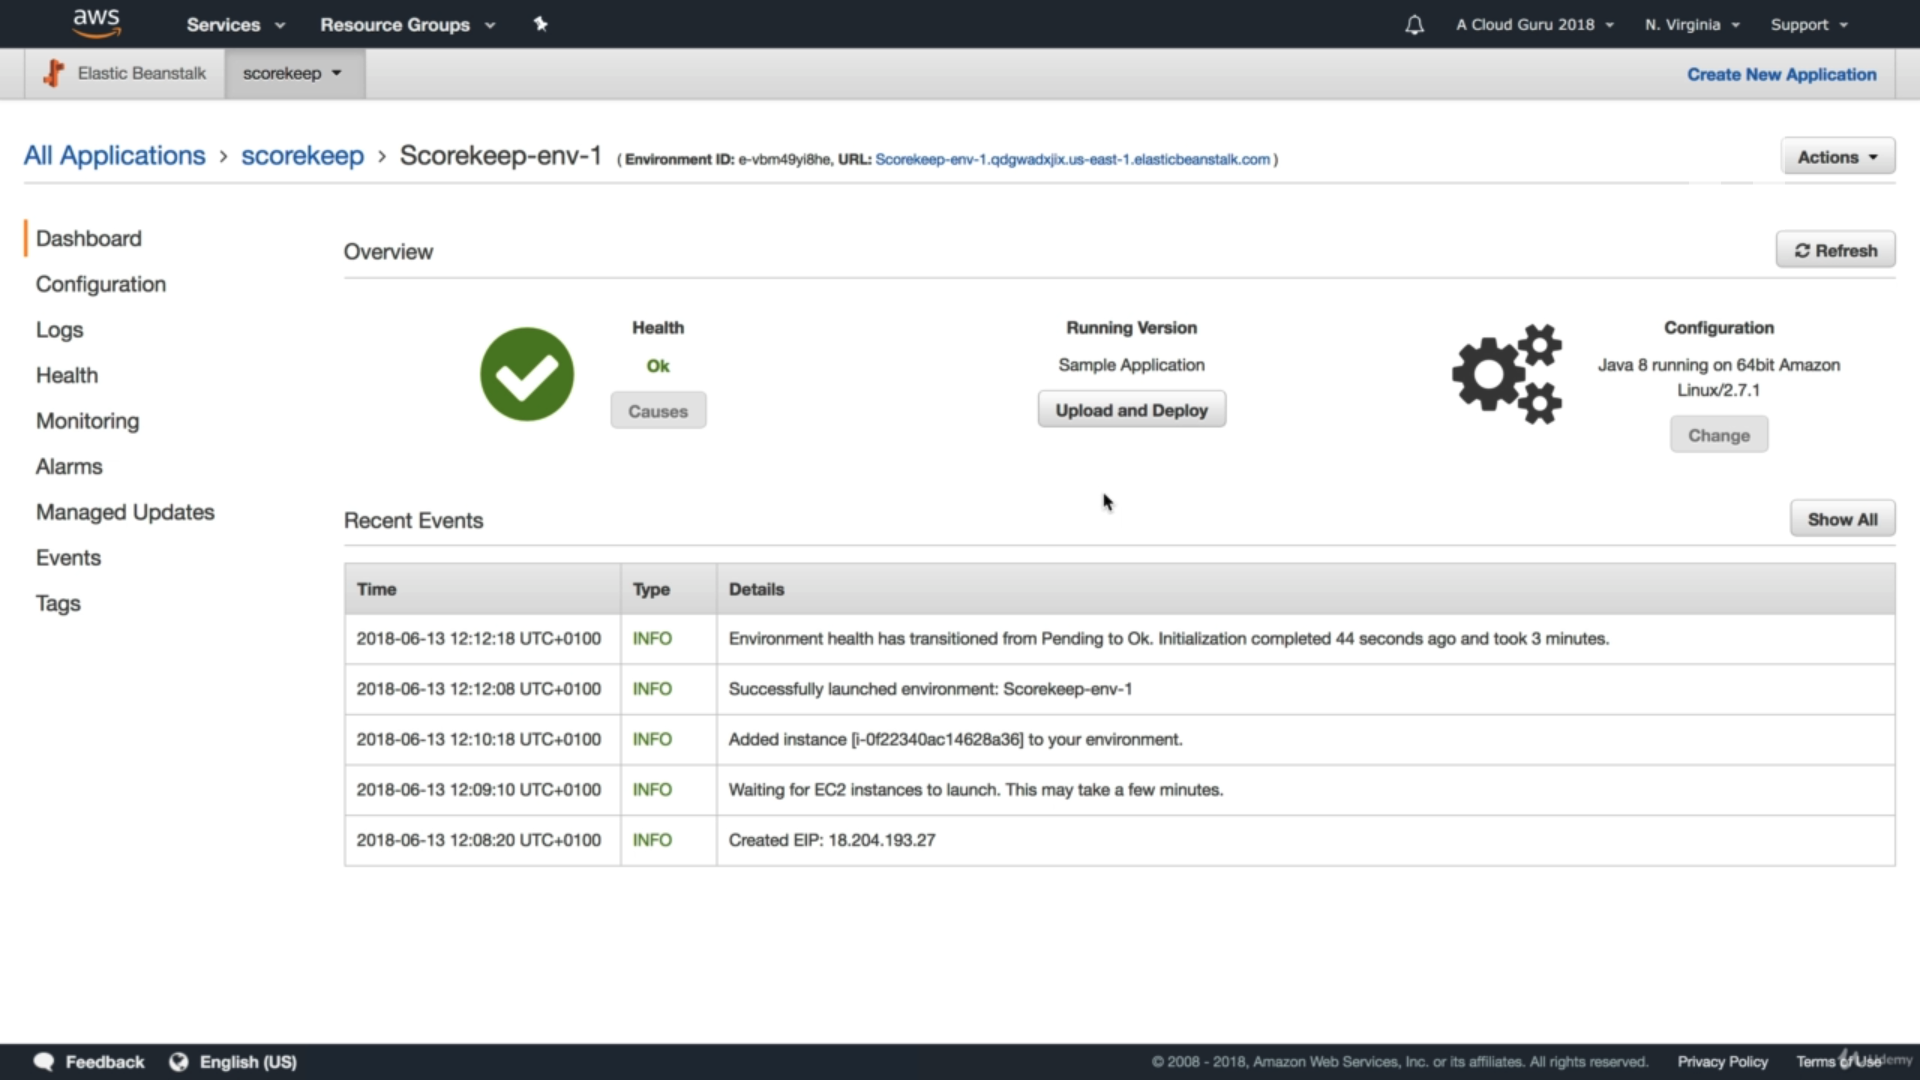 aws Services Resource Groups A Cloud Guru 2018 N. Virginia Support
Elastic Beanstalk scorekeep Create New Application
All Applications › scorekeep › Scorekeep-env-1 ( Environment ID: e-vbm49yi8he, URL: Scorekeep-env-1.qdgwadxjix.us-east-1.elasticbeanstalk.com )
Actions
Dashboard
Configuration
Logs
Health
Monitoring
Alarms
Managed Updates
Events
Tags
Overview
Refresh
Health
Ok
Causes
Running Version
Sample Application
Upload and Deploy
Configuration
Java 8 running on 64bit Amazon
Linux/2.7.1
Change
Recent Events
Show All
Time Type Details
2018-06-13 12:12:18 UTC+0100 INFO Environment health has transitioned from Pending to Ok. Initialization completed 44 seconds ago and took 3 minutes.
2018-06-13 12:12:08 UTC+0100 INFO Successfully launched environment: Scorekeep-env-1
2018-06-13 12:10:18 UTC+0100 INFO Added instance [i-0f22340ac14628a36] to your environment.
2018-06-13 12:09:10 UTC+0100 INFO Waiting for EC2 instances to launch. This may take a few minutes.
2018-06-13 12:08:20 UTC+0100 INFO Created EIP: 18.204.193.27
Feedback English (US) © 2008 - 2018, Amazon Web Services, Inc. or its affiliates. All rights reserved. Privacy Policy Terms of Use